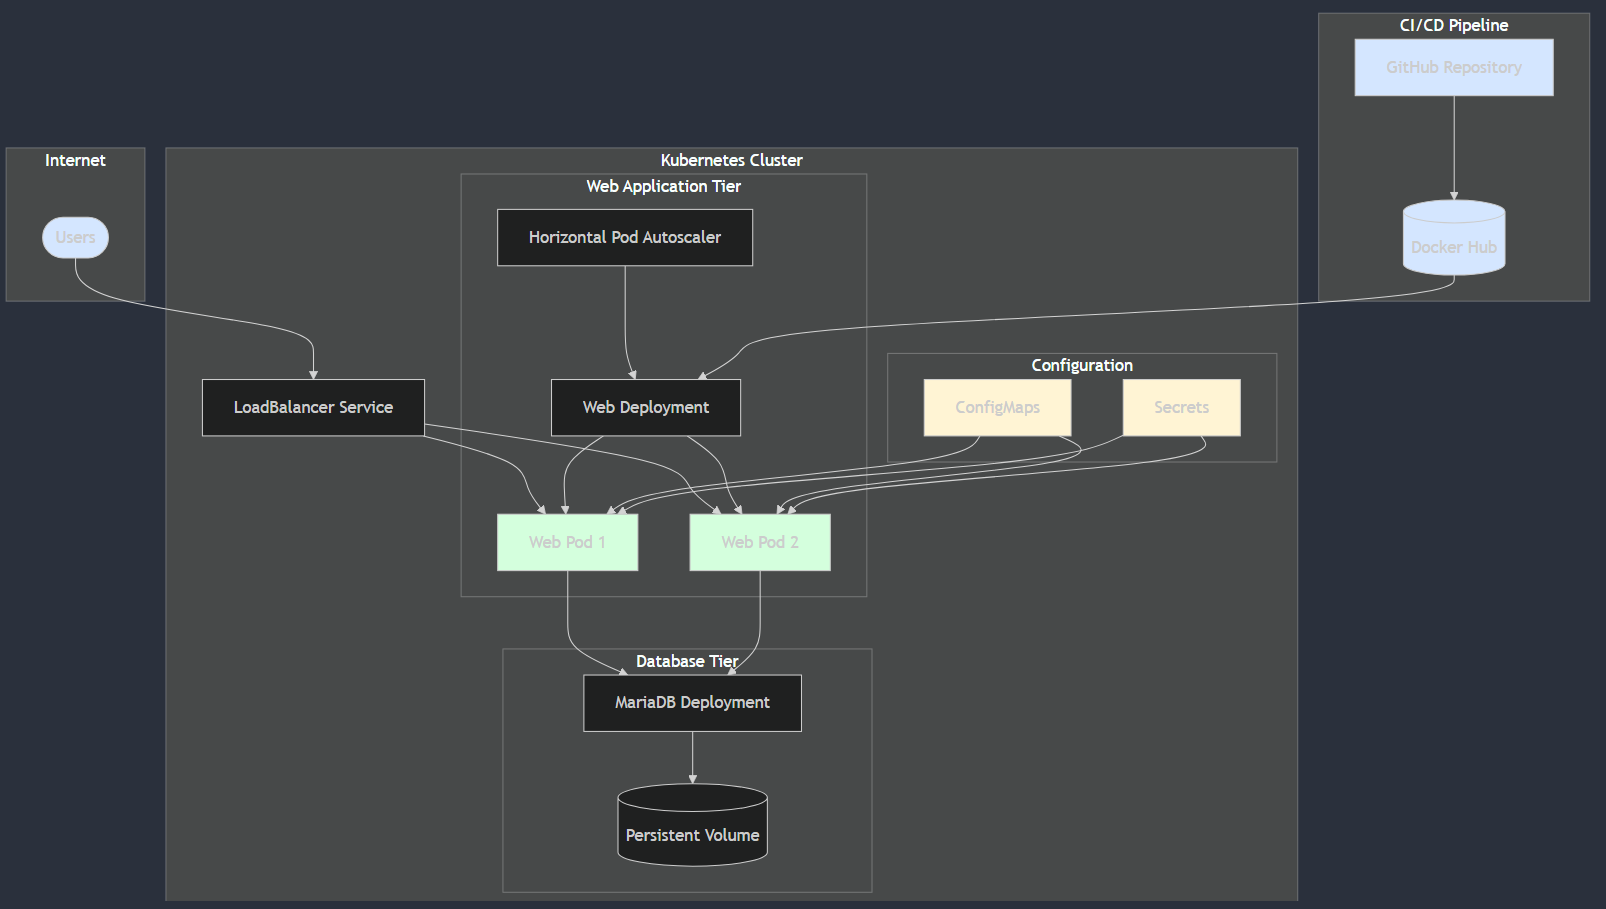 CI/CD Pipeline
GitHub Repository
Internet
Kubernetes Cluster
Web Application Tier
Users
Horizontal Pod Autoscaler
Docker Hub
Configuration
LoadBalancer Service
Web Deployment
ConfigMaps
Secrets
Web Pod 1
Web Pod 2
Database Tier
MariaDB Deployment
Persistent Volume